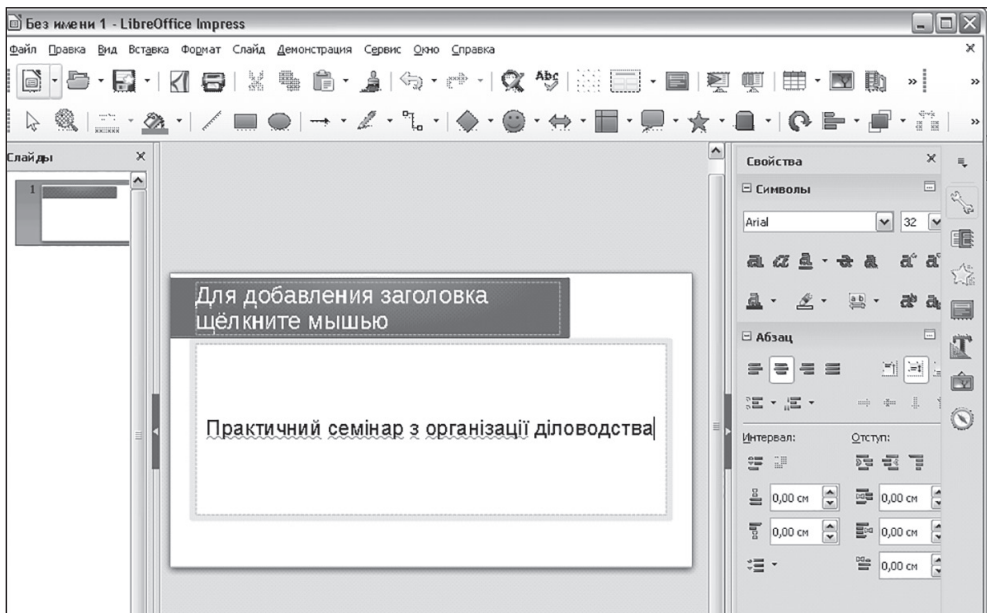 Без имени 1 - LibreOffice Impress
Файл Правка Вид Вставка Формат Слайд Демонстрация Сервис Окно Справка
Слайды
1
Для добавления заголовка
щёлкните мышью
Практичний семінар з організації діловодства
Свойства
Символы
Arial 32
Абзац
Интервал: Отступ:
0,00 см 0,00 см
0,00 см 0,00 см
0,00 см